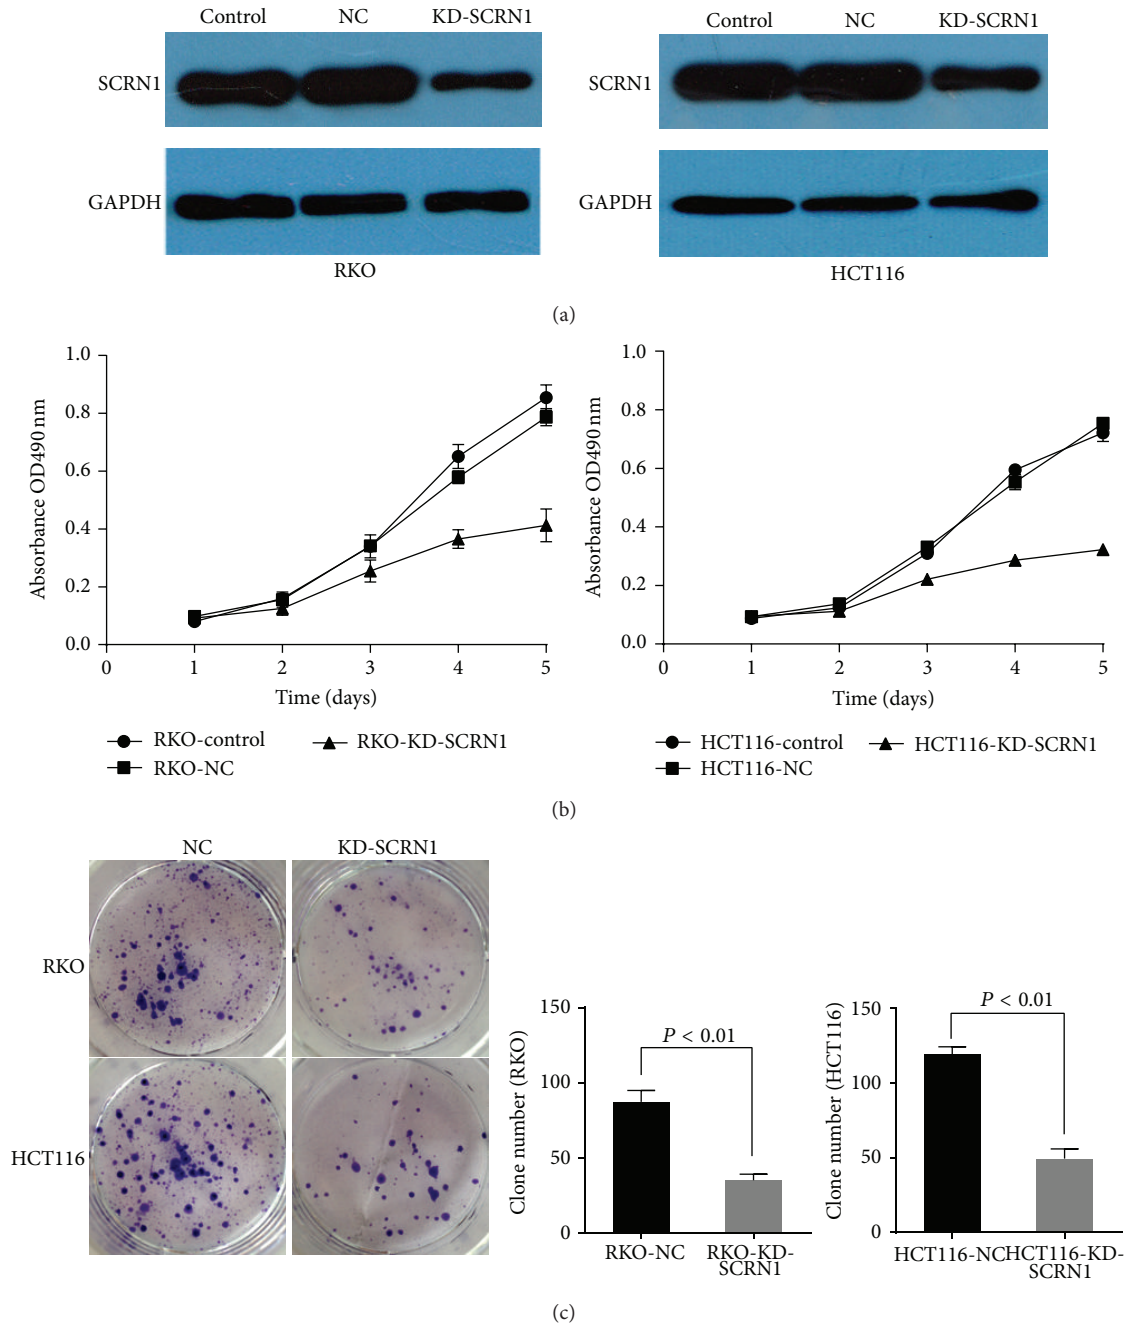 Control NC KD-SCRN1
SCRN1
GAPDH
RKO
Control NC KD-SCRN1
SCRN1
GAPDH
HCT116
(a)
1.0
0.8
0.6
0.4
0.2
0.0
Absorbance OD490 nm
0 1 2 3 4 5
Time (days)
RKO-control
RKO-NC
RKO-KD-SCRN1
1.0
0.8
0.6
0.4
0.2
0.0
Absorbance OD490 nm
0 1 2 3 4 5
Time (days)
HCT116-control
HCT116-NC
HCT116-KD-SCRN1
(b)
NC KD-SCRN1
RKO
HCT116
150
100
50
0
Clone number (RKO)
P < 0.01
RKO-NC
RKO-KD-
SCRN1
150
100
50
0
Clone number (HCT116)
P < 0.01
HCT116-NC
HCT116-KD-
SCRN1
(c)